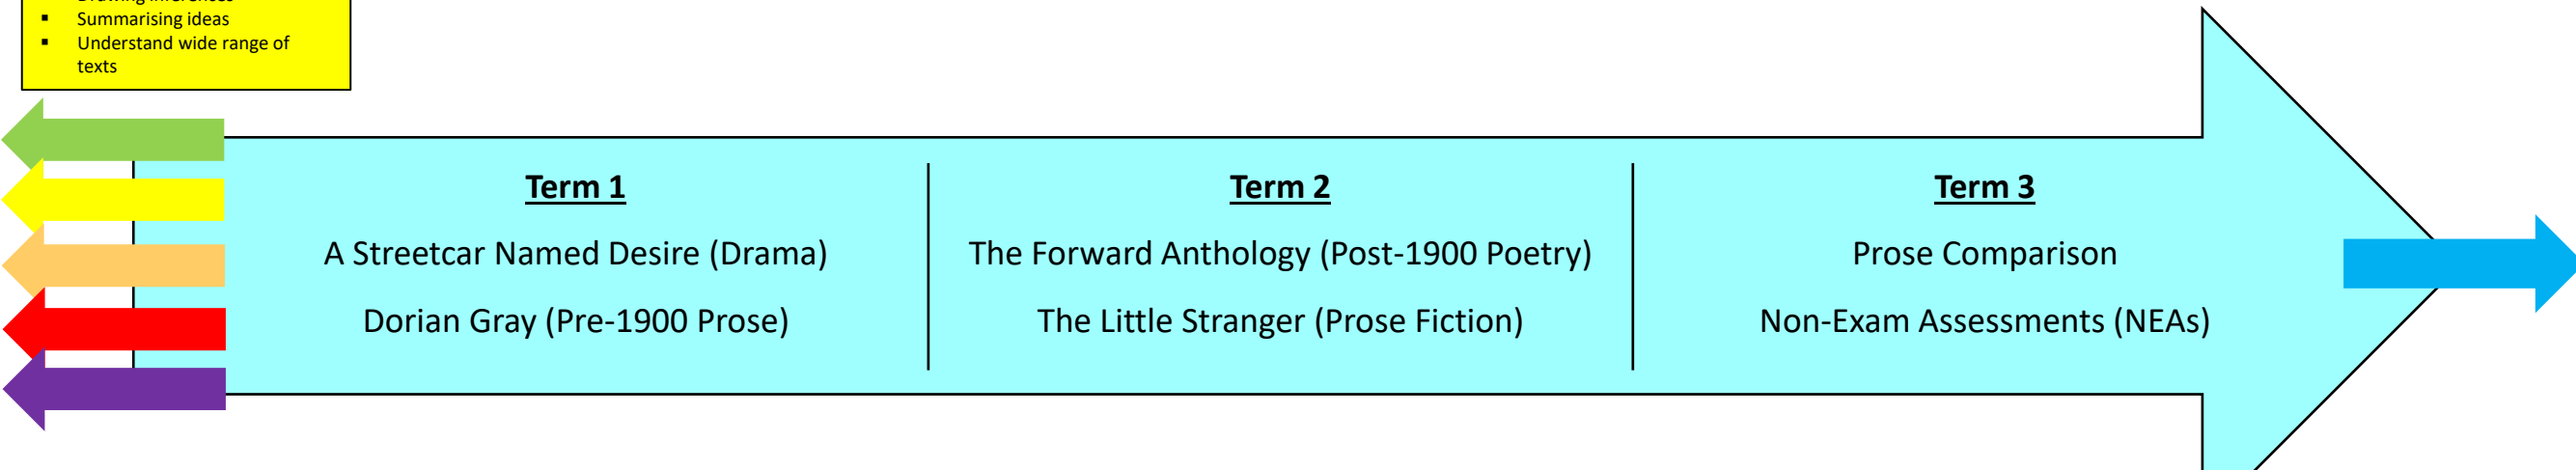 Drawing inferences
▪ Summarising ideas
▪ Understand wide range of
texts
Term 1
A Streetcar Named Desire (Drama)
Dorian Gray (Pre-1900 Prose)
Term 2
The Forward Anthology (Post-1900 Poetry)
The Little Stranger (Prose Fiction)
Term 3
Prose Comparison
Non-Exam Assessments (NEAs)